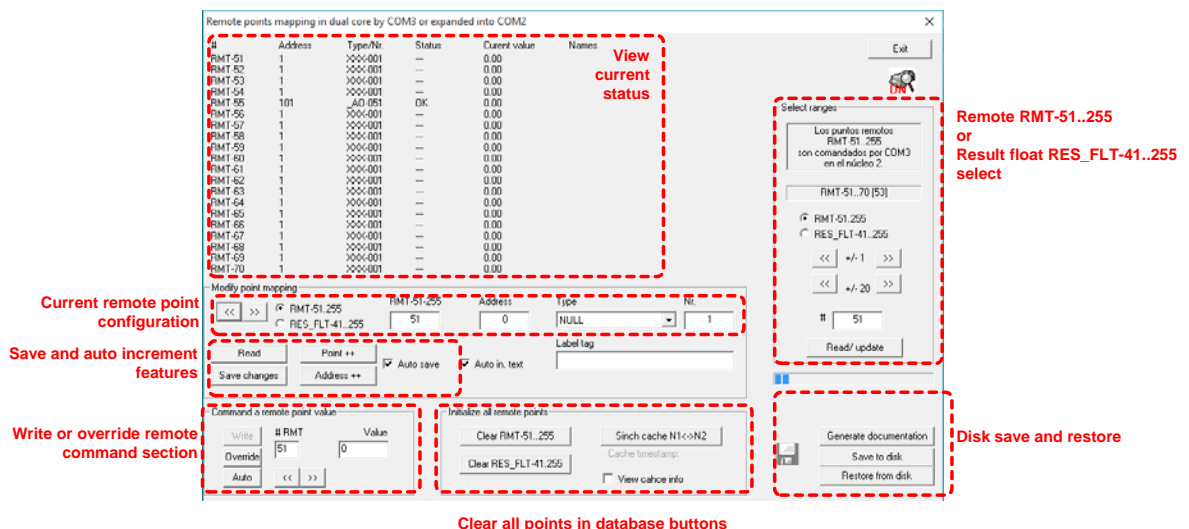 Remote points mapping in dual core by COM3 or expanded into COM2
# Address Type/Nr. Status Curent value Names
RMT-51 1 XXX-001 --- 0.00
RMT-52 1 XXX-001 --- 0.00
RMT-53 1 XXX-001 --- 0.00
RMT-54 1 XXX-001 --- 0.00
RMT-55 101 _AO-051 OK 0.00
RMT-56 1 XXX-001 --- 0.00
RMT-57 1 XXX-001 --- 0.00
RMT-58 1 XXX-001 --- 0.00
RMT-59 1 XXX-001 --- 0.00
RMT-60 1 XXX-001 --- 0.00
RMT-61 1 XXX-001 --- 0.00
RMT-62 1 XXX-001 --- 0.00
RMT-63 1 XXX-001 --- 0.00
RMT-64 1 XXX-001 --- 0.00
RMT-65 1 XXX-001 --- 0.00
RMT-66 1 XXX-001 --- 0.00
RMT-67 1 XXX-001 --- 0.00
RMT-68 1 XXX-001 --- 0.00
RMT-69 1 XXX-001 --- 0.00
RMT-70 1 XXX-001 --- 0.00
View
current
status
Exit
ON
Select ranges
Los puntos remotos
RMT-51..255
son comandados por COM3
en el núcleo 2.
RMT-51..70 [53]
RMT-51.255
RES_FLT-41..255
<< +/- 1 >>
<< +/- 20 >>
# 51
Read/ update
Remote RMT-51..255
or
Result float RES_FLT-41..255
select
Current remote point
configuration
Modify point mapping
<< >>
RMT-51.255
RES_FLT-41..255
RMT-51-255 Address Type Nr.
51 0 NULL 1
Save and auto increment
features
Read Point ++
Save changes Address ++
Auto save
Auto in. text
Label tag
Write or override remote
command section
Command a remote point value
Write # RMT Value
Override 51 0
Auto << >>
Initialize all remote points
Clear RMT-51..255 Sinch cache N1<->N2
Cache timestamp:
Clear RES_FLT-41.255
View cahce info
Generate documentation
Save to disk
Restore from disk
Disk save and restore
Clear all points in database buttons